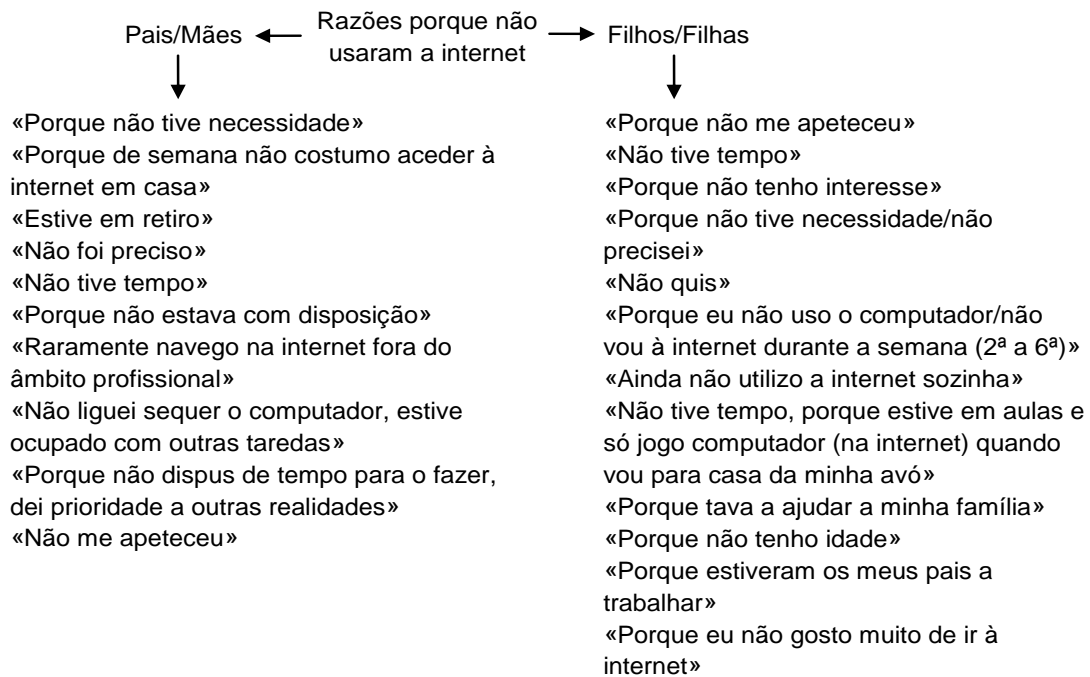 Pais/Mães
Razões porque não
usaram a internet
Filhos/Filhas
«Porque não tive necessidade»
«Porque de semana não costumo aceder à
internet em casa»
«Estive em retiro»
«Não foi preciso»
«Não tive tempo»
«Porque não estava com disposição»
«Raramente navego na internet fora do
âmbito profissional»
«Não liguei sequer o computador, estive
ocupado com outras taredas»
«Porque não dispus de tempo para o fazer,
dei prioridade a outras realidades»
«Não me apeteceu»
«Porque não me apeteceu»
«Não tive tempo»
«Porque não tenho interesse»
«Porque não tive necessidade/não
precisei»
«Não quis»
«Porque eu não uso o computador/não
vou à internet durante a semana (2ª a 6ª)»
«Ainda não utilizo a internet sozinha»
«Não tive tempo, porque estive em aulas e
só jogo computador (na internet) quando
vou para casa da minha avó»
«Porque tava a ajudar a minha família»
«Porque não tenho idade»
«Porque estiveram os meus pais a
trabalhar»
«Porque eu não gosto muito de ir à
internet»